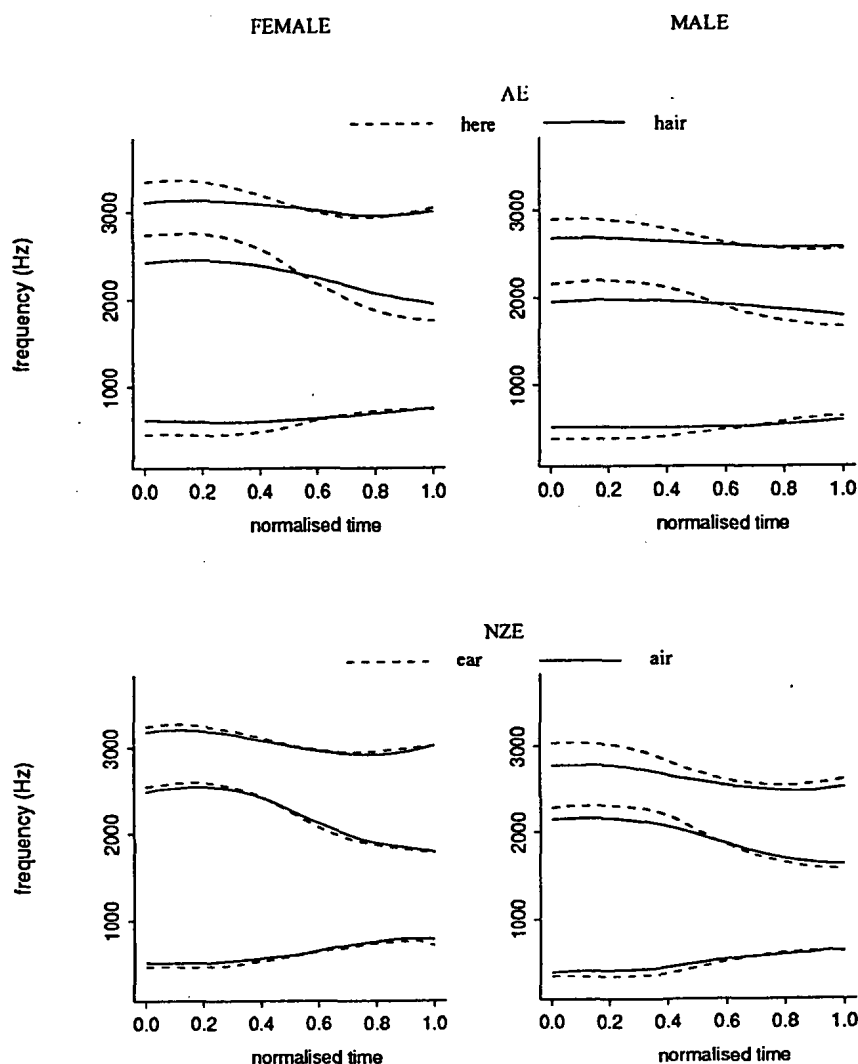 FEMALE MALE
AE
here hair
frequency (Hz)
3000
2000
1000
0.0 0.2 0.4 0.6 0.8 1.0
normalised time
3000
2000
1000
0.0 0.2 0.4 0.6 0.8 1.0
normalised time
NZE
ear air
frequency (Hz)
3000
2000
1000
0.0 0.2 0.4 0.6 0.8 1.0
normalised time
3000
2000
1000
0.0 0.2 0.4 0.6 0.8 1.0
normalised time